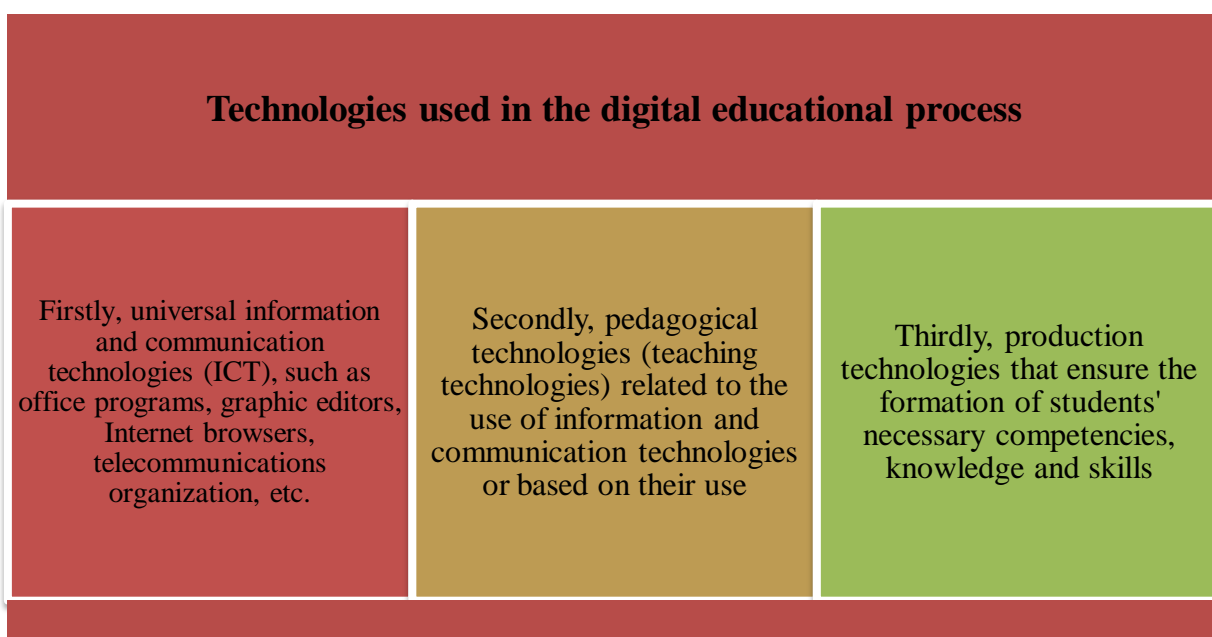 Technologies used in the digital educational process
Firstly, universal information
and communication
technologies (ICT), such as
office programs, graphic editors,
Internet browsers,
telecommunications
organization, etc.
Secondly, pedagogical
technologies (teaching
technologies) related to the
use of information and
communication technologies
or based on their use
Thirdly, production
technologies that ensure the
formation of students'
necessary competencies,
knowledge and skills